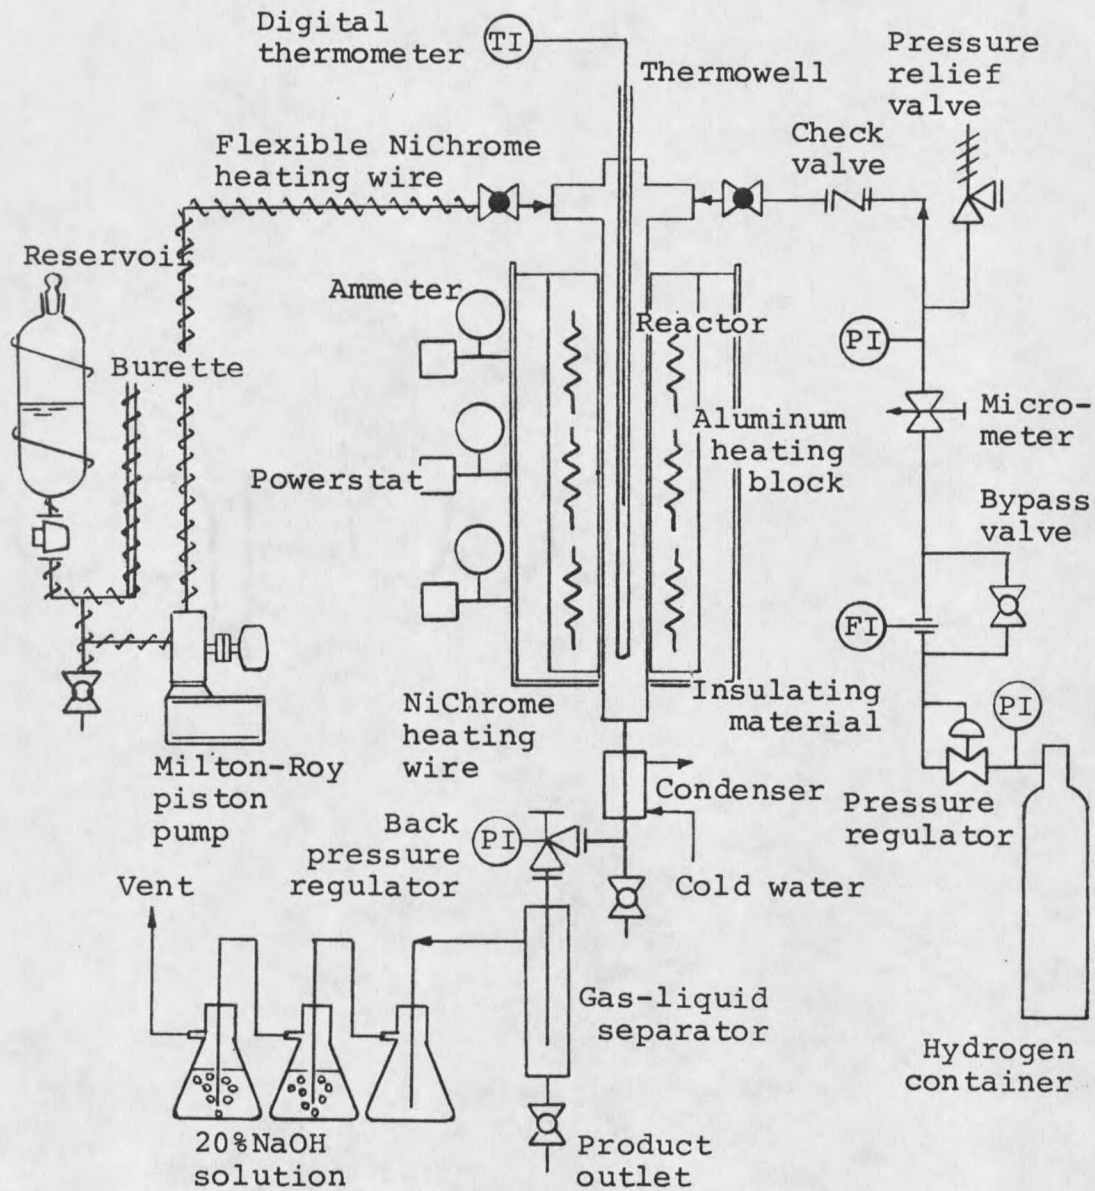 Digital
thermometer
TI
Thermowell
Pressure
relief
valve
Check
valve
Flexible NiChrome
heating wire
Reservoir
Ammeter
Reactor
PI
Burette
Micro-
meter
Aluminum
heating
block
Powerstat
Bypass
valve
FI
Insulating
material
PI
NiChrome
heating
wire
Milton-Roy
piston
pump
Condenser
Pressure
regulator
Back
pressure
regulator
PI
Cold water
Vent
Gas-liquid
separator
Hydrogen
container
20%NaOH
solution
Product
outlet